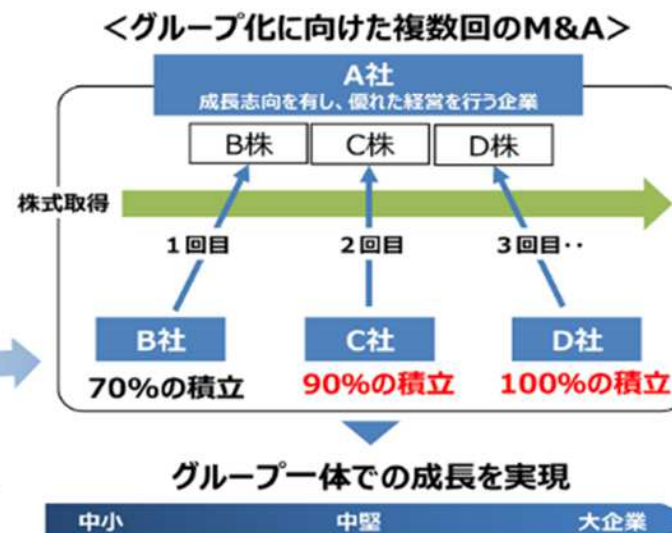 ＜グループ化に向けた複数回のM&A＞
A社
成長志向を有し、優れた経営を行う企業
B株 C株 D株
株式取得
1回目 2回目 3回目‥
B社 C社 D社
70%の積立 90%の積立 100%の積立
グループ一体での成長を実現
中小 中堅 大企業